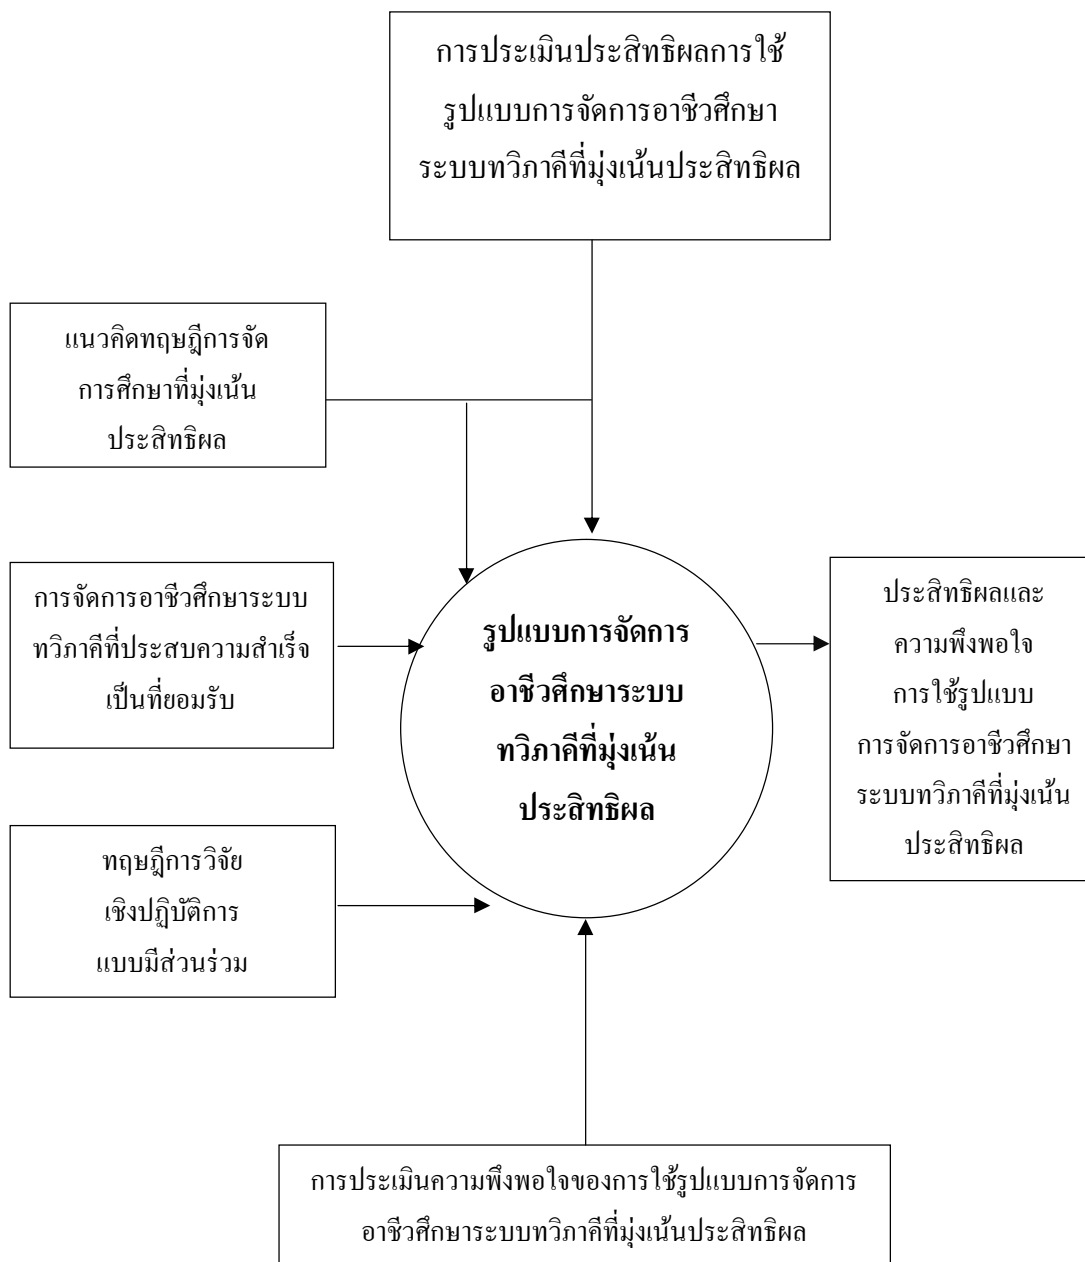 การประเมินประสิทธิผลการใช้
รูปแบบการจัดการอาชีวศึกษา
ระบบทวิภาคีที่มุ่งเน้นประสิทธิผล
แนวคิดทฤษฎีการจัด
การศึกษาที่มุ่งเน้น
ประสิทธิผล
การจัดการอาชีวศึกษาระบบ
ทวิภาคีที่ประสบความสำเร็จ
เป็นที่ยอมรับ
ทฤษฎีการวิจัย
เชิงปฏิบัติการ
แบบมีส่วนร่วม
รูปแบบการจัดการ
อาชีวศึกษาระบบ
ทวิภาคีที่มุ่งเน้น
ประสิทธิผล
ประสิทธิผลและ
ความพึงพอใจ
การใช้รูปแบบ
การจัดการอาชีวศึกษา
ระบบทวิภาคีที่มุ่งเน้น
ประสิทธิผล
การประเมินความพึงพอใจของการใช้รูปแบบการจัดการ
อาชีวศึกษาระบบทวิภาคีที่มุ่งเน้นประสิทธิผล